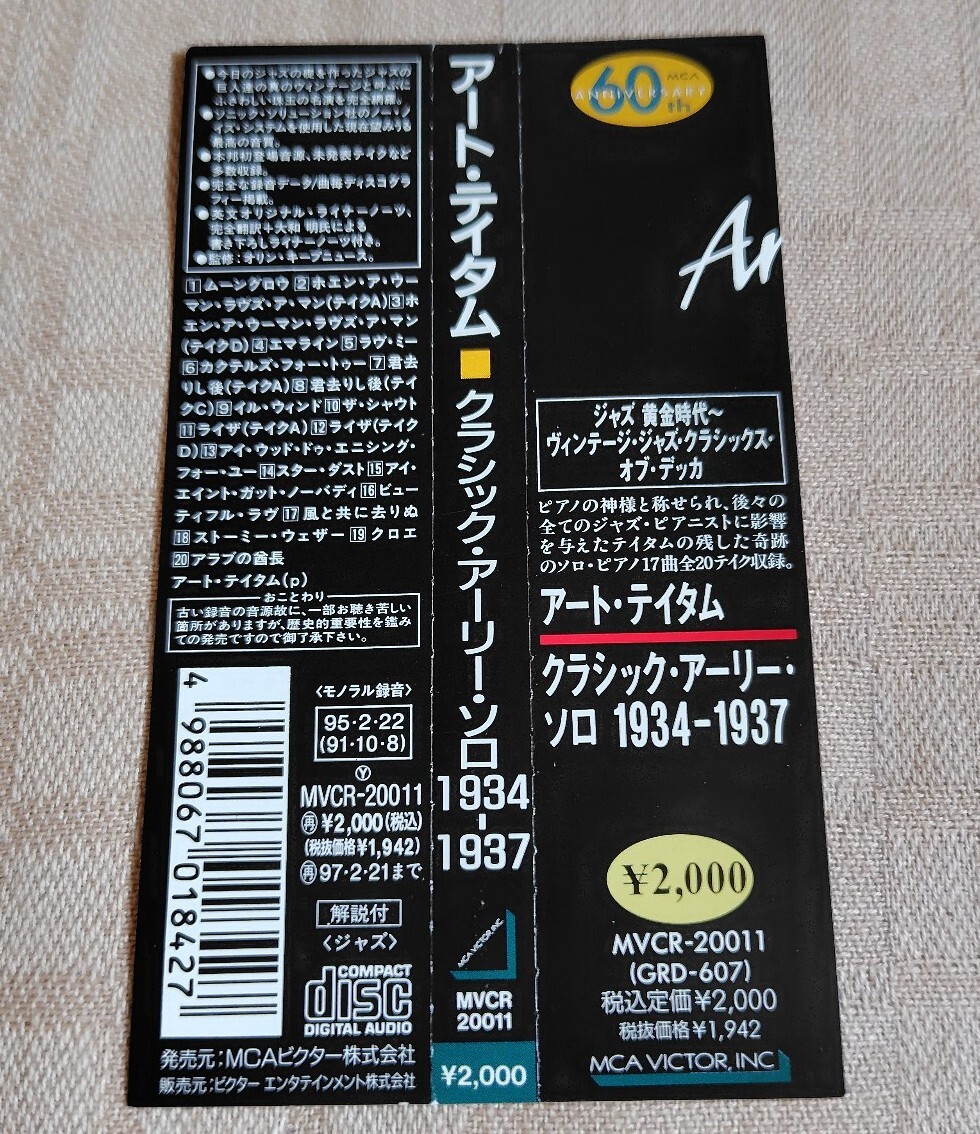 ●今日のジャズの礎を作ったジャズの
巨人達の真のヴィンテージと呼ぶに
ふさわしい珠玉の名演を完全網羅。
●ソニック・ソリューション社のノー・ノ
イズ・システムを使用した現在望みうる
最高の音質。
●本邦初登場音源、未発表テイクなど
多数収録。
●完全な録音データ/曲毎ディスコグラ
フィー掲載。
●英文オリジナル・ライナーノーツ、
完全翻訳+大和 明氏による
書き下ろしライナーノーツ付き。
●監修:オリン・キープニュース。
1 ムーングロウ 2 ホエン・ア・ウー
マン・ラヴズ・ア・マン(テイクA) 3 ホ
エン・ア・ウーマン・ラヴズ・ア・マン
(テイクD) 4 エマライン 5 ラヴ・ミー
6 カクテルズ・フォー・トゥー 7 君去
りし後(テイクA) 8 君去りし後(テイ
クC) 9 イル・ウィンド 10 ザ・シャウト
11 ライザ(テイクA) 12 ライザ(テイク
D) 13 アイ・ウッド・ドゥ・エニシング・
フォー・ユー 14 スター・ダスト 15 アイ・
エイント・ガット・ノーバディ 16 ビュー
ティフル・ラヴ 17 風と共に去りぬ
18 ストーミー・ウェザー 19 クロエ
20 アラブの酋長
アート・テイタム(p)
おことわり
古い録音の音源故に、一部お聴き苦しい
箇所がありますが、歴史的重要性を鑑み
ての発売ですので御了承下さい。
4 988067 018427
〈モノラル録音〉
95・2・22
(91・10・8)
Ⓨ
MVCR-20011
㊢¥2,000(税込)
(税抜価格¥1,942)
㊢97・2・21まで
解説付
〈ジャズ〉
COMPACT
disc
DIGITAL AUDIO
発売元:MCAビクター株式会社
販売元:ビクター エンタテインメント株式会社
アート・テイタム■クラシック・アーリー・ソロ1934-1937
MCA VICTOR, INC
MVCR
20011
¥2,000
MCA
60th
ANNIVERSARY
Ar
ジャズ 黄金時代〜
ヴィンテージ・ジャズ・クラシックス・
オブ・デッカ
ピアノの神様と称せられ、後々の
全てのジャズ・ピアニストに影響
を与えたテイタムの残した奇跡
のソロ・ピアノ17曲全20テイク収録。
アート・テイタム
クラシック・アーリー・
ソロ 1934-1937
¥2,000
MVCR-20011
(GRD-607)
税込定価¥2,000
税抜価格¥1,942
MCA VICTOR, INC